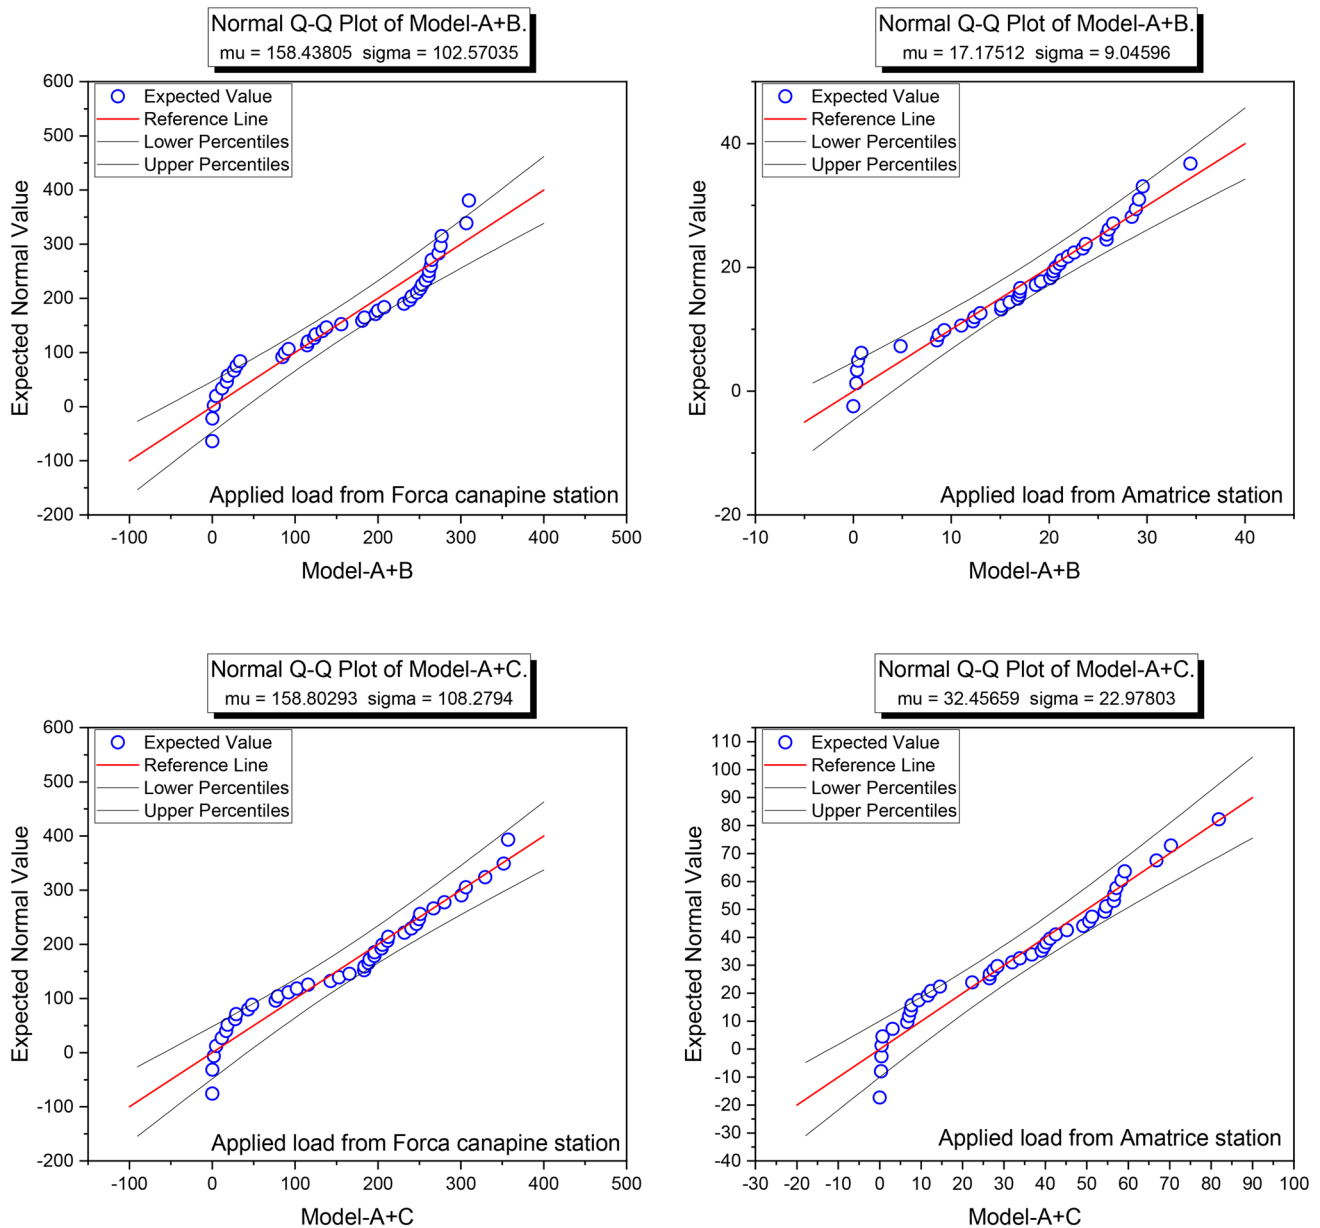 Normal Q-Q Plot of Model-A+B.
mu = 158.43805 sigma = 102.57035
600
500
400
300
200
100
0
-100
-200
Expected Normal Value
Expected Value
Reference Line
Lower Percentiles
Upper Percentiles
Applied load from Forca canapine station
-100 0 100 200 300 400 500
Model-A+B
Normal Q-Q Plot of Model-A+B.
mu = 17.17512 sigma = 9.04596
40
20
0
-20
Expected Normal Value
Expected Value
Reference Line
Lower Percentiles
Upper Percentiles
Applied load from Amatrice station
-10 0 10 20 30 40
Model-A+B
Normal Q-Q Plot of Model-A+C.
mu = 158.80293 sigma = 108.2794
600
500
400
300
200
100
0
-100
-200
Expected Normal Value
Expected Value
Reference Line
Lower Percentiles
Upper Percentiles
Applied load from Forca canapine station
-100 0 100 200 300 400 500
Model-A+C
Normal Q-Q Plot of Model-A+C.
mu = 32.45659 sigma = 22.97803
110
100
90
80
70
60
50
40
30
20
10
0
-10
-20
-30
-40
Expected Normal Value
Expected Value
Reference Line
Lower Percentiles
Upper Percentiles
Applied load from Amatrice station
-30 -20 -10 0 10 20 30 40 50 60 70 80 90 100
Model-A+C